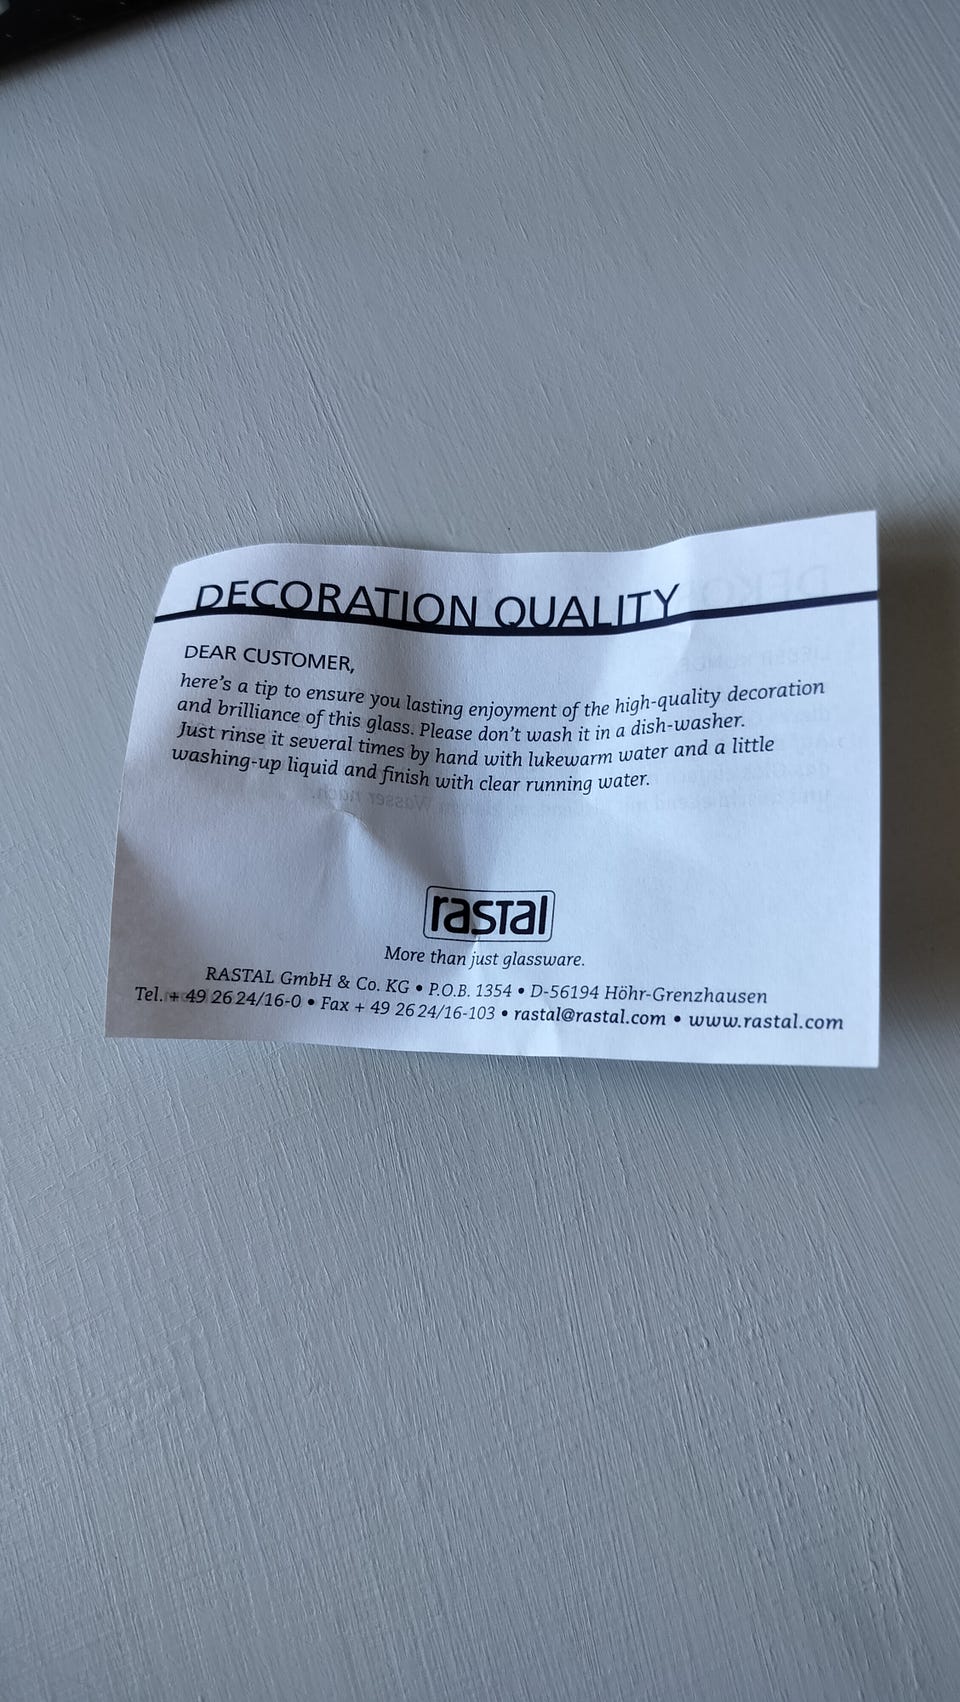 DECORATION QUALITY
DEAR CUSTOMER,
here's a tip to ensure you lasting enjoyment of the high-quality decoration
and brilliance of this glass. Please don't wash it in a dish-washer.
Just rinse it several times by hand with lukewarm water and a little
washing-up liquid and finish with clear running water.
rastal
More than just glassware.
RASTAL GmbH & Co. KG • P.O.B. 1354 • D-56194 Höhr-Grenzhausen
Tel. + 49 26 24/16-0 • Fax + 49 26 24/16-103 • rastal@rastal.com • www.rastal.com